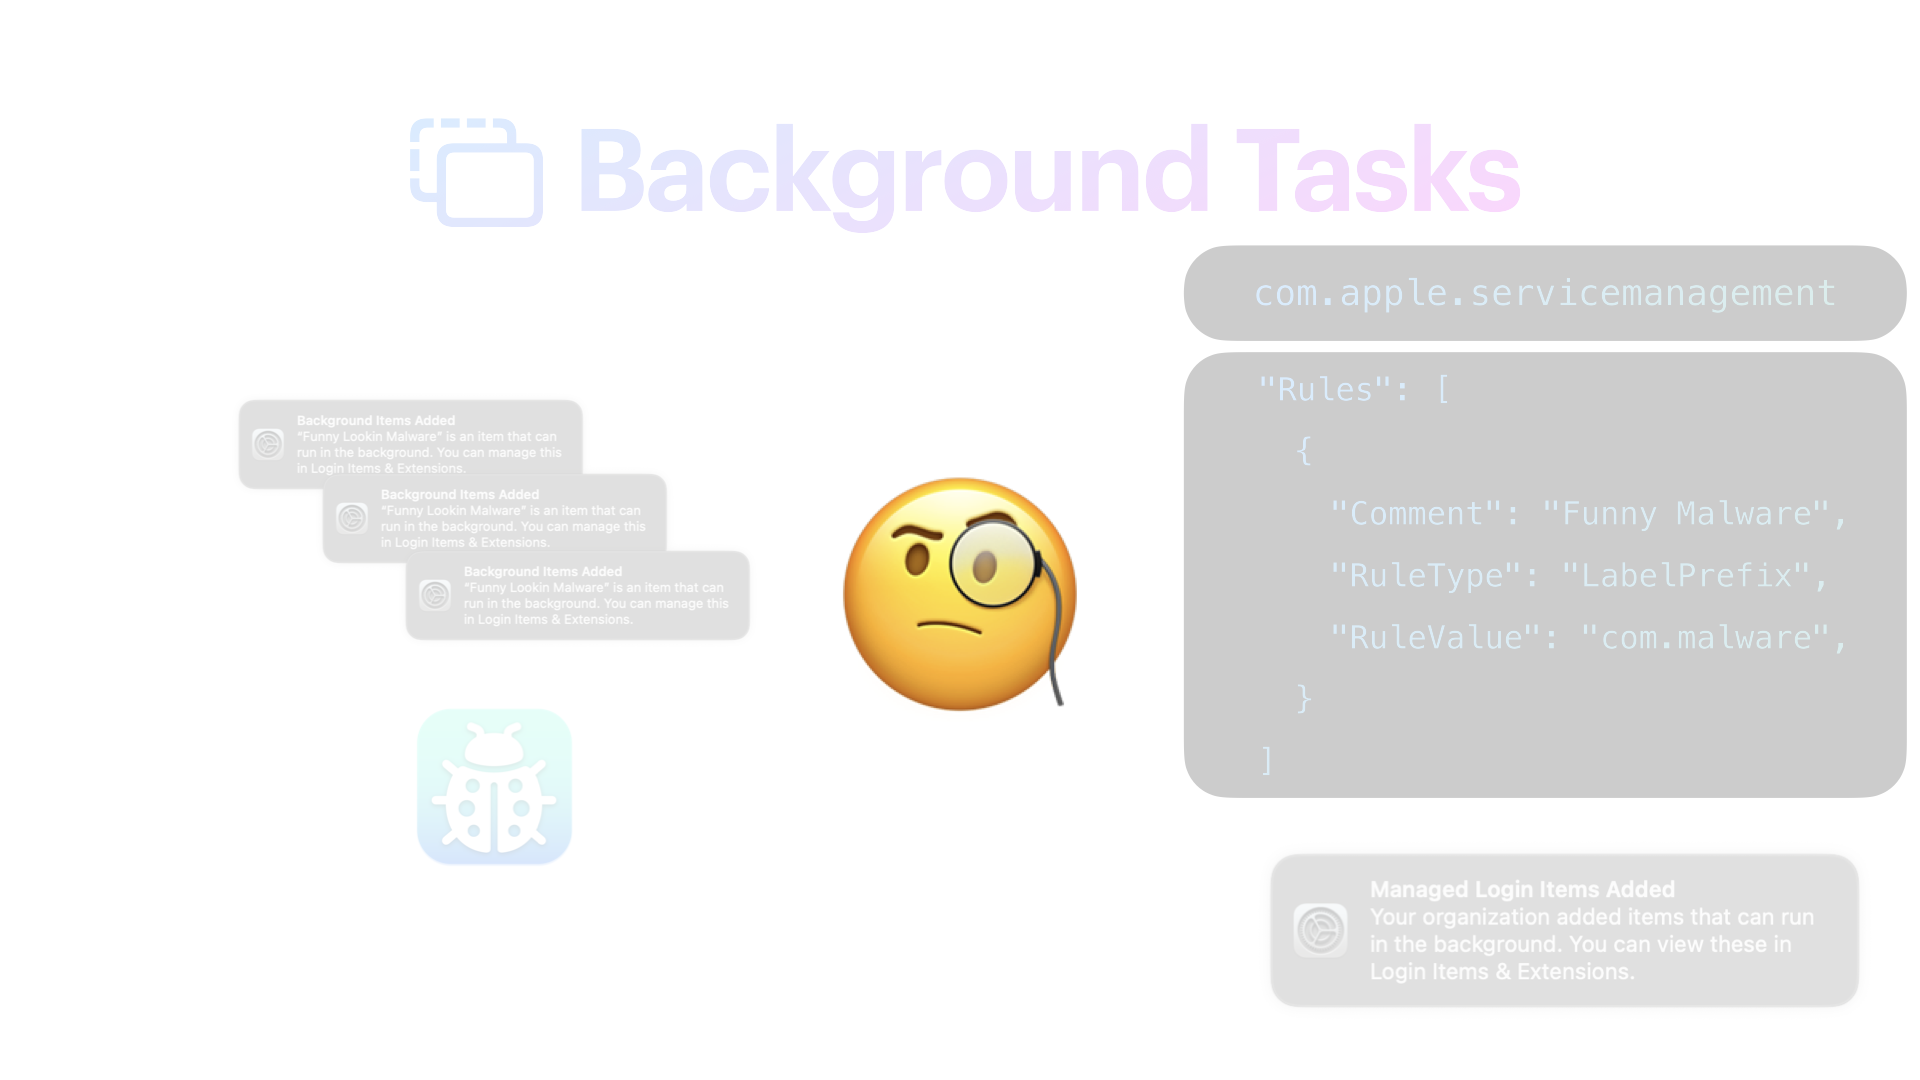 Background Tasks
Background Items Added
“Funny Lookin Malware” is an item that can
run in the background. You can manage this
in Login Items & Extensions.
Background Items Added
“Funny Lookin Malware” is an item that can
run in the background. You can manage this
in Login Items & Extensions.
Background Items Added
“Funny Lookin Malware” is an item that can
run in the background. You can manage this
in Login Items & Extensions.
com.apple.servicemanagement
"Rules": [
{
"Comment": "Funny Malware",
"RuleType": "LabelPrefix",
"RuleValue": "com.malware",
}
]
Managed Login Items Added
Your organization added items that can run
in the background. You can view these in
Login Items & Extensions.